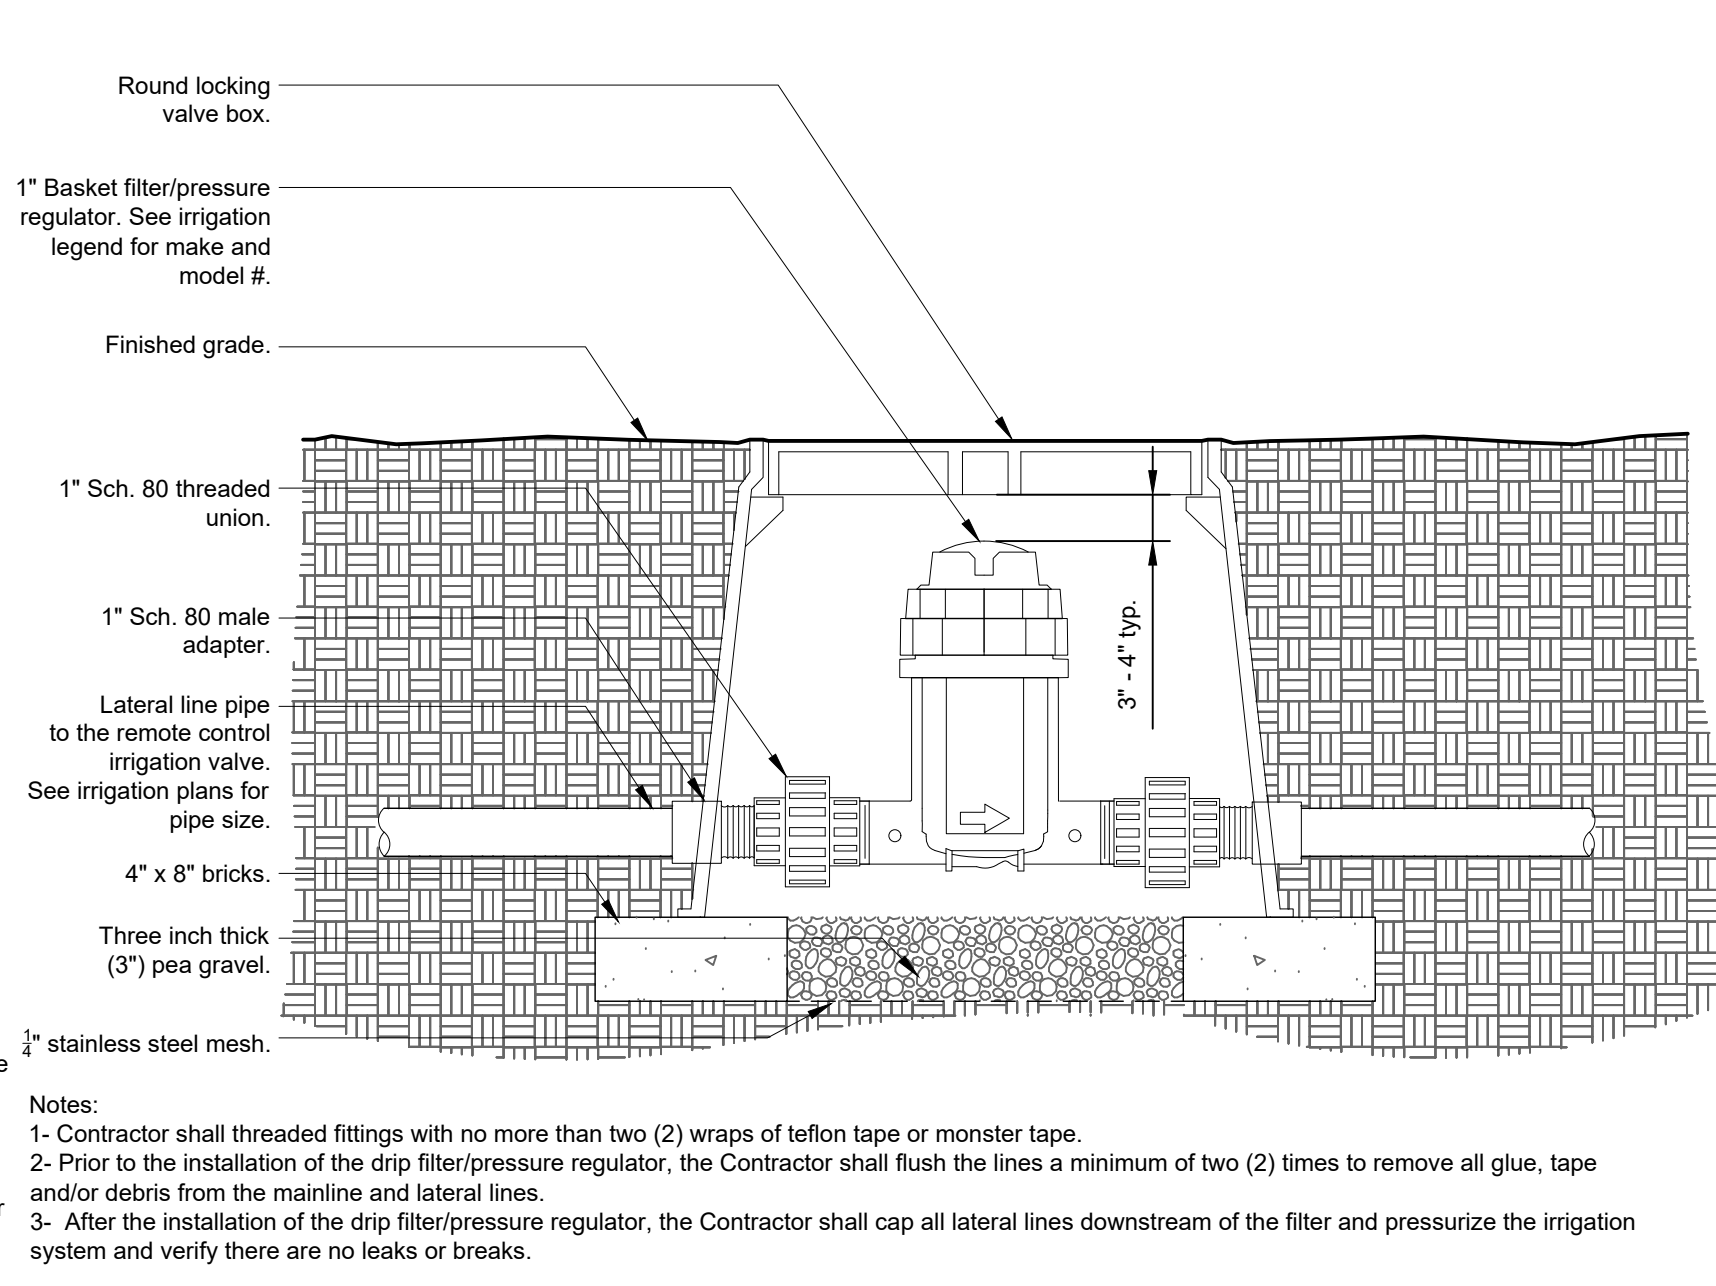 Round locking
valve box.
1" Basket filter/pressure
regulator. See irrigation
legend for make and
model #.
Finished grade.
1" Sch. 80 threaded
union.
1" Sch. 80 male
adapter.
Lateral line pipe
to the remote control
irrigation valve.
See irrigation plans for
pipe size.
4" x 8" bricks.
Three inch thick
(3") pea gravel.
1/4" stainless steel mesh.
3" - 4" typ.
e
Notes:
1- Contractor shall threaded fittings with no more than two (2) wraps of teflon tape or monster tape.
2- Prior to the installation of the drip filter/pressure regulator, the Contractor shall flush the lines a minimum of two (2) times to remove all glue, tape
and/or debris from the mainline and lateral lines.
r
3-  After the installation of the drip filter/pressure regulator, the Contractor shall cap all lateral lines downstream of the filter and pressurize the irrigation
system and verify there are no leaks or breaks.